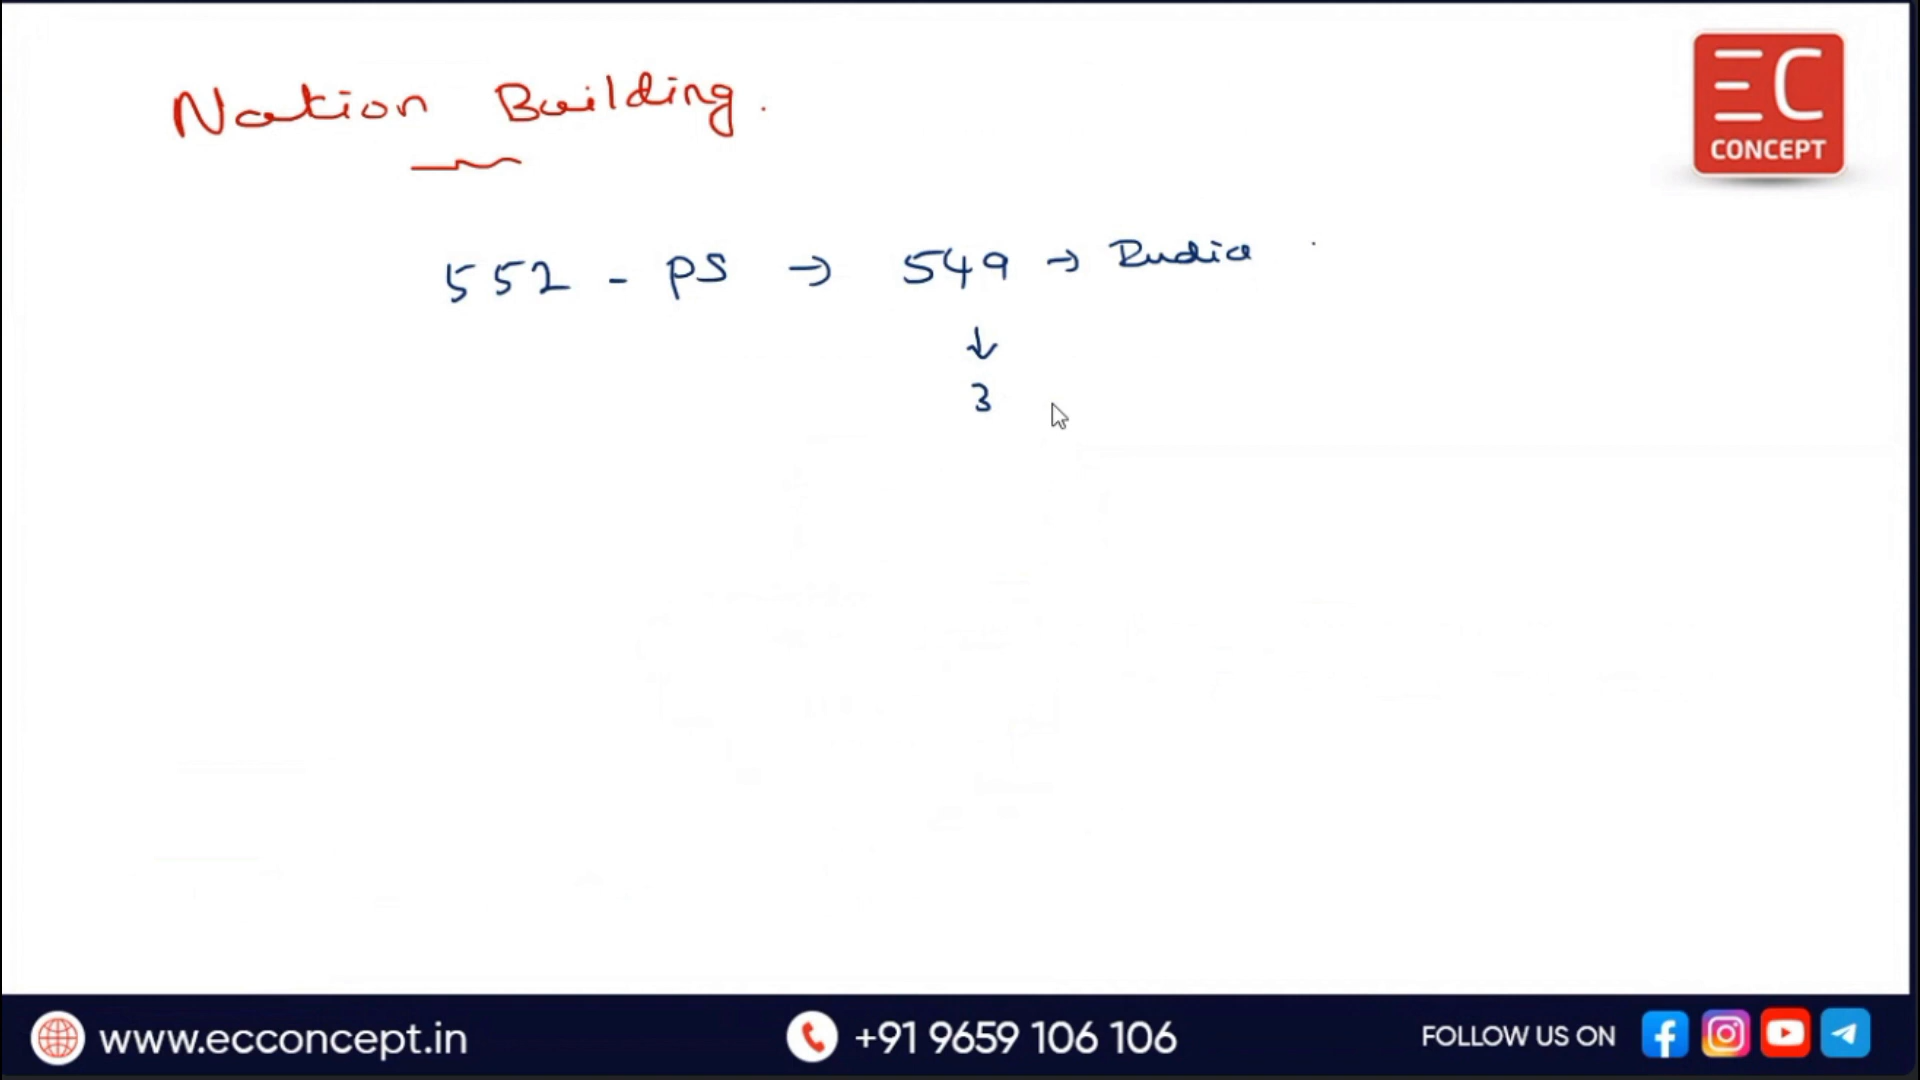 Nation Building.
EC
CONCEPT
552 - PS → 549 → India
↓
3
www.ecconcept.in
+91 9659 106 106
FOLLOW US ON